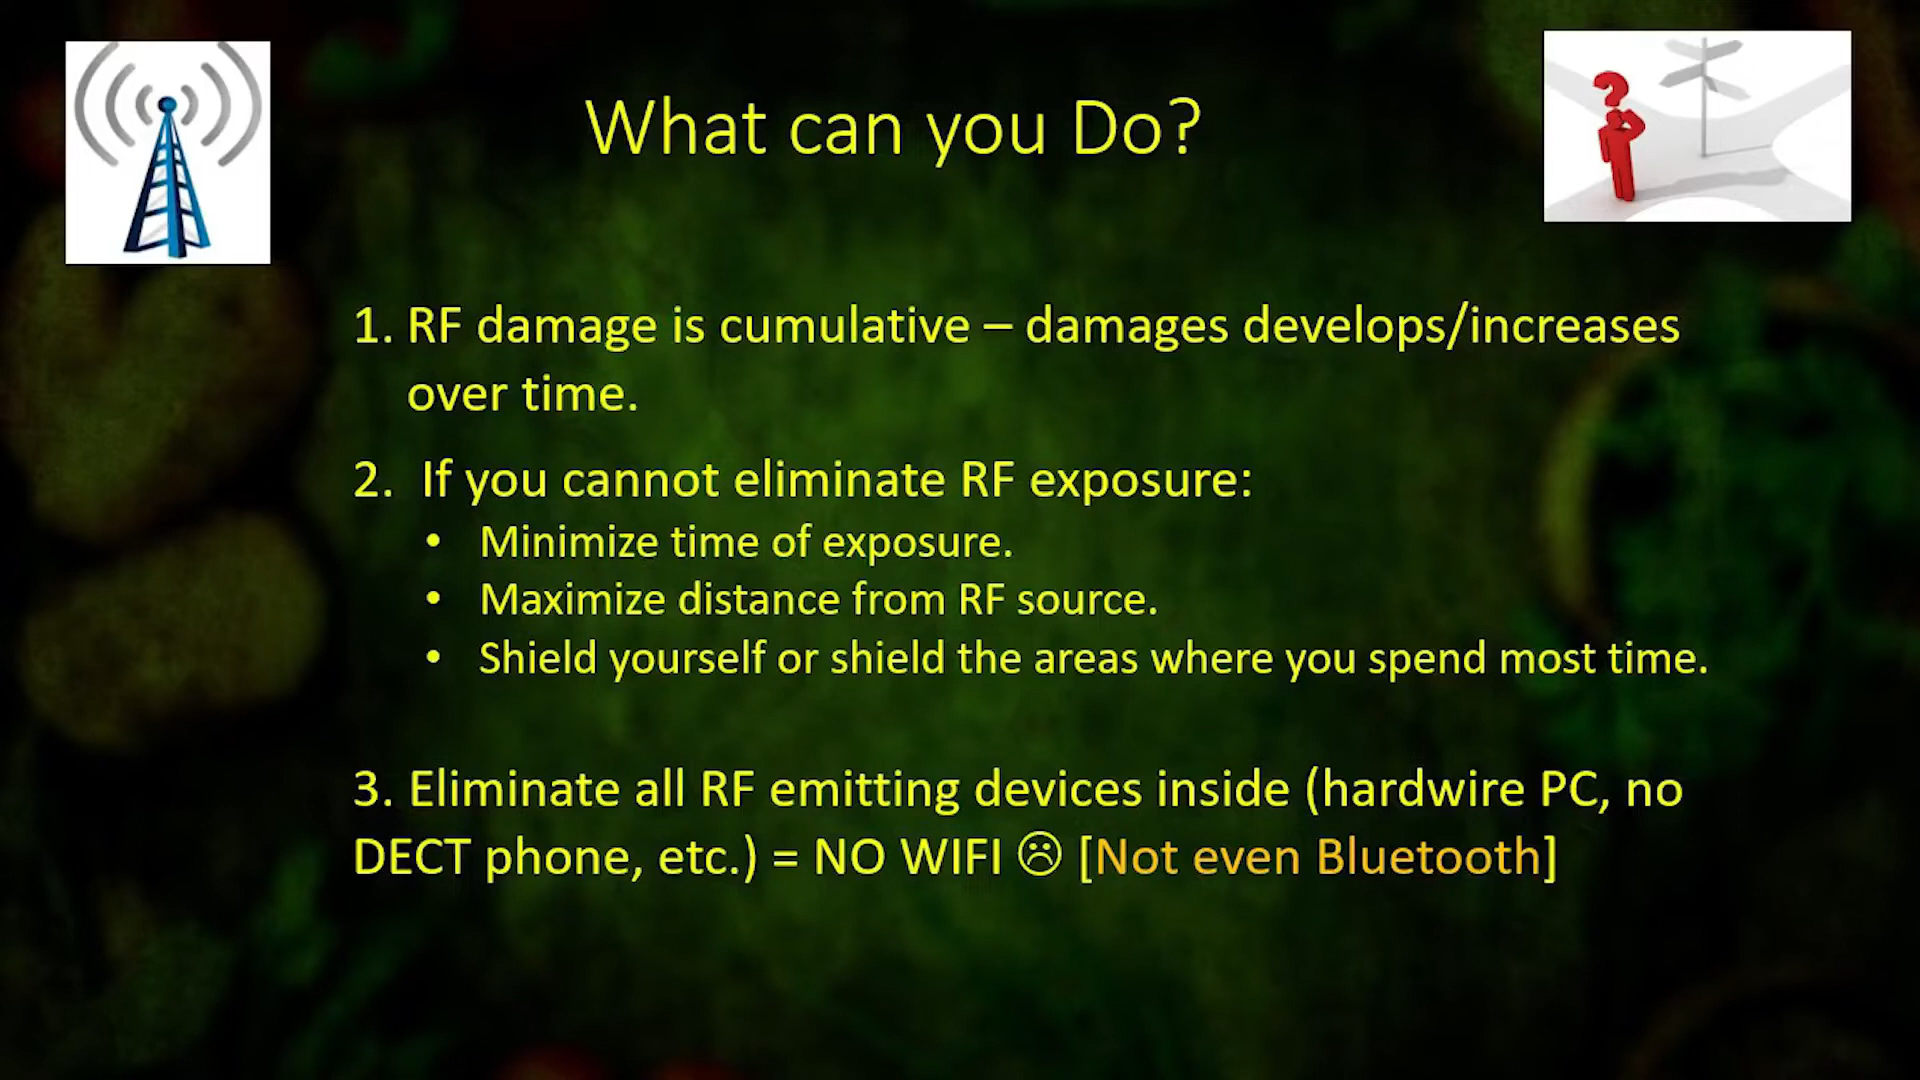 What can you Do?
1. RF damage is cumulative – damages develops/increases
over time.
2. If you cannot eliminate RF exposure:
• Minimize time of exposure.
• Maximize distance from RF source.
• Shield yourself or shield the areas where you spend most time.
3. Eliminate all RF emitting devices inside (hardwire PC, no
DECT phone, etc.) = NO WIFI ☹ [Not even Bluetooth]